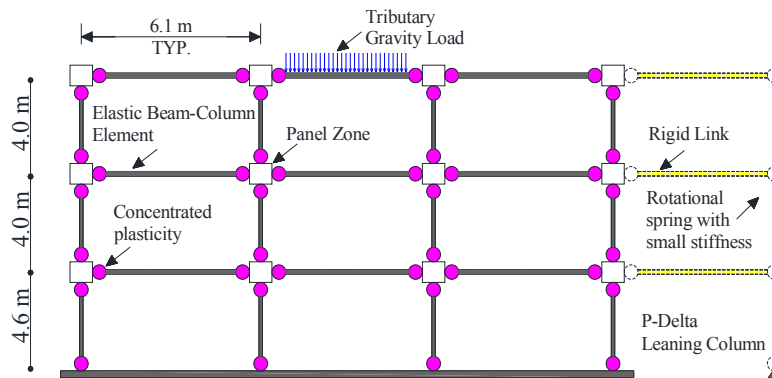 6.1 m
TYP.
Tributary
Gravity Load
4.0 m
Elastic Beam-Column
Element
Panel Zone
Rigid Link
4.0 m
Concentrated
plasticity
Rotational
spring with
small stiffness
4.6 m
P-Delta
Leaning Column